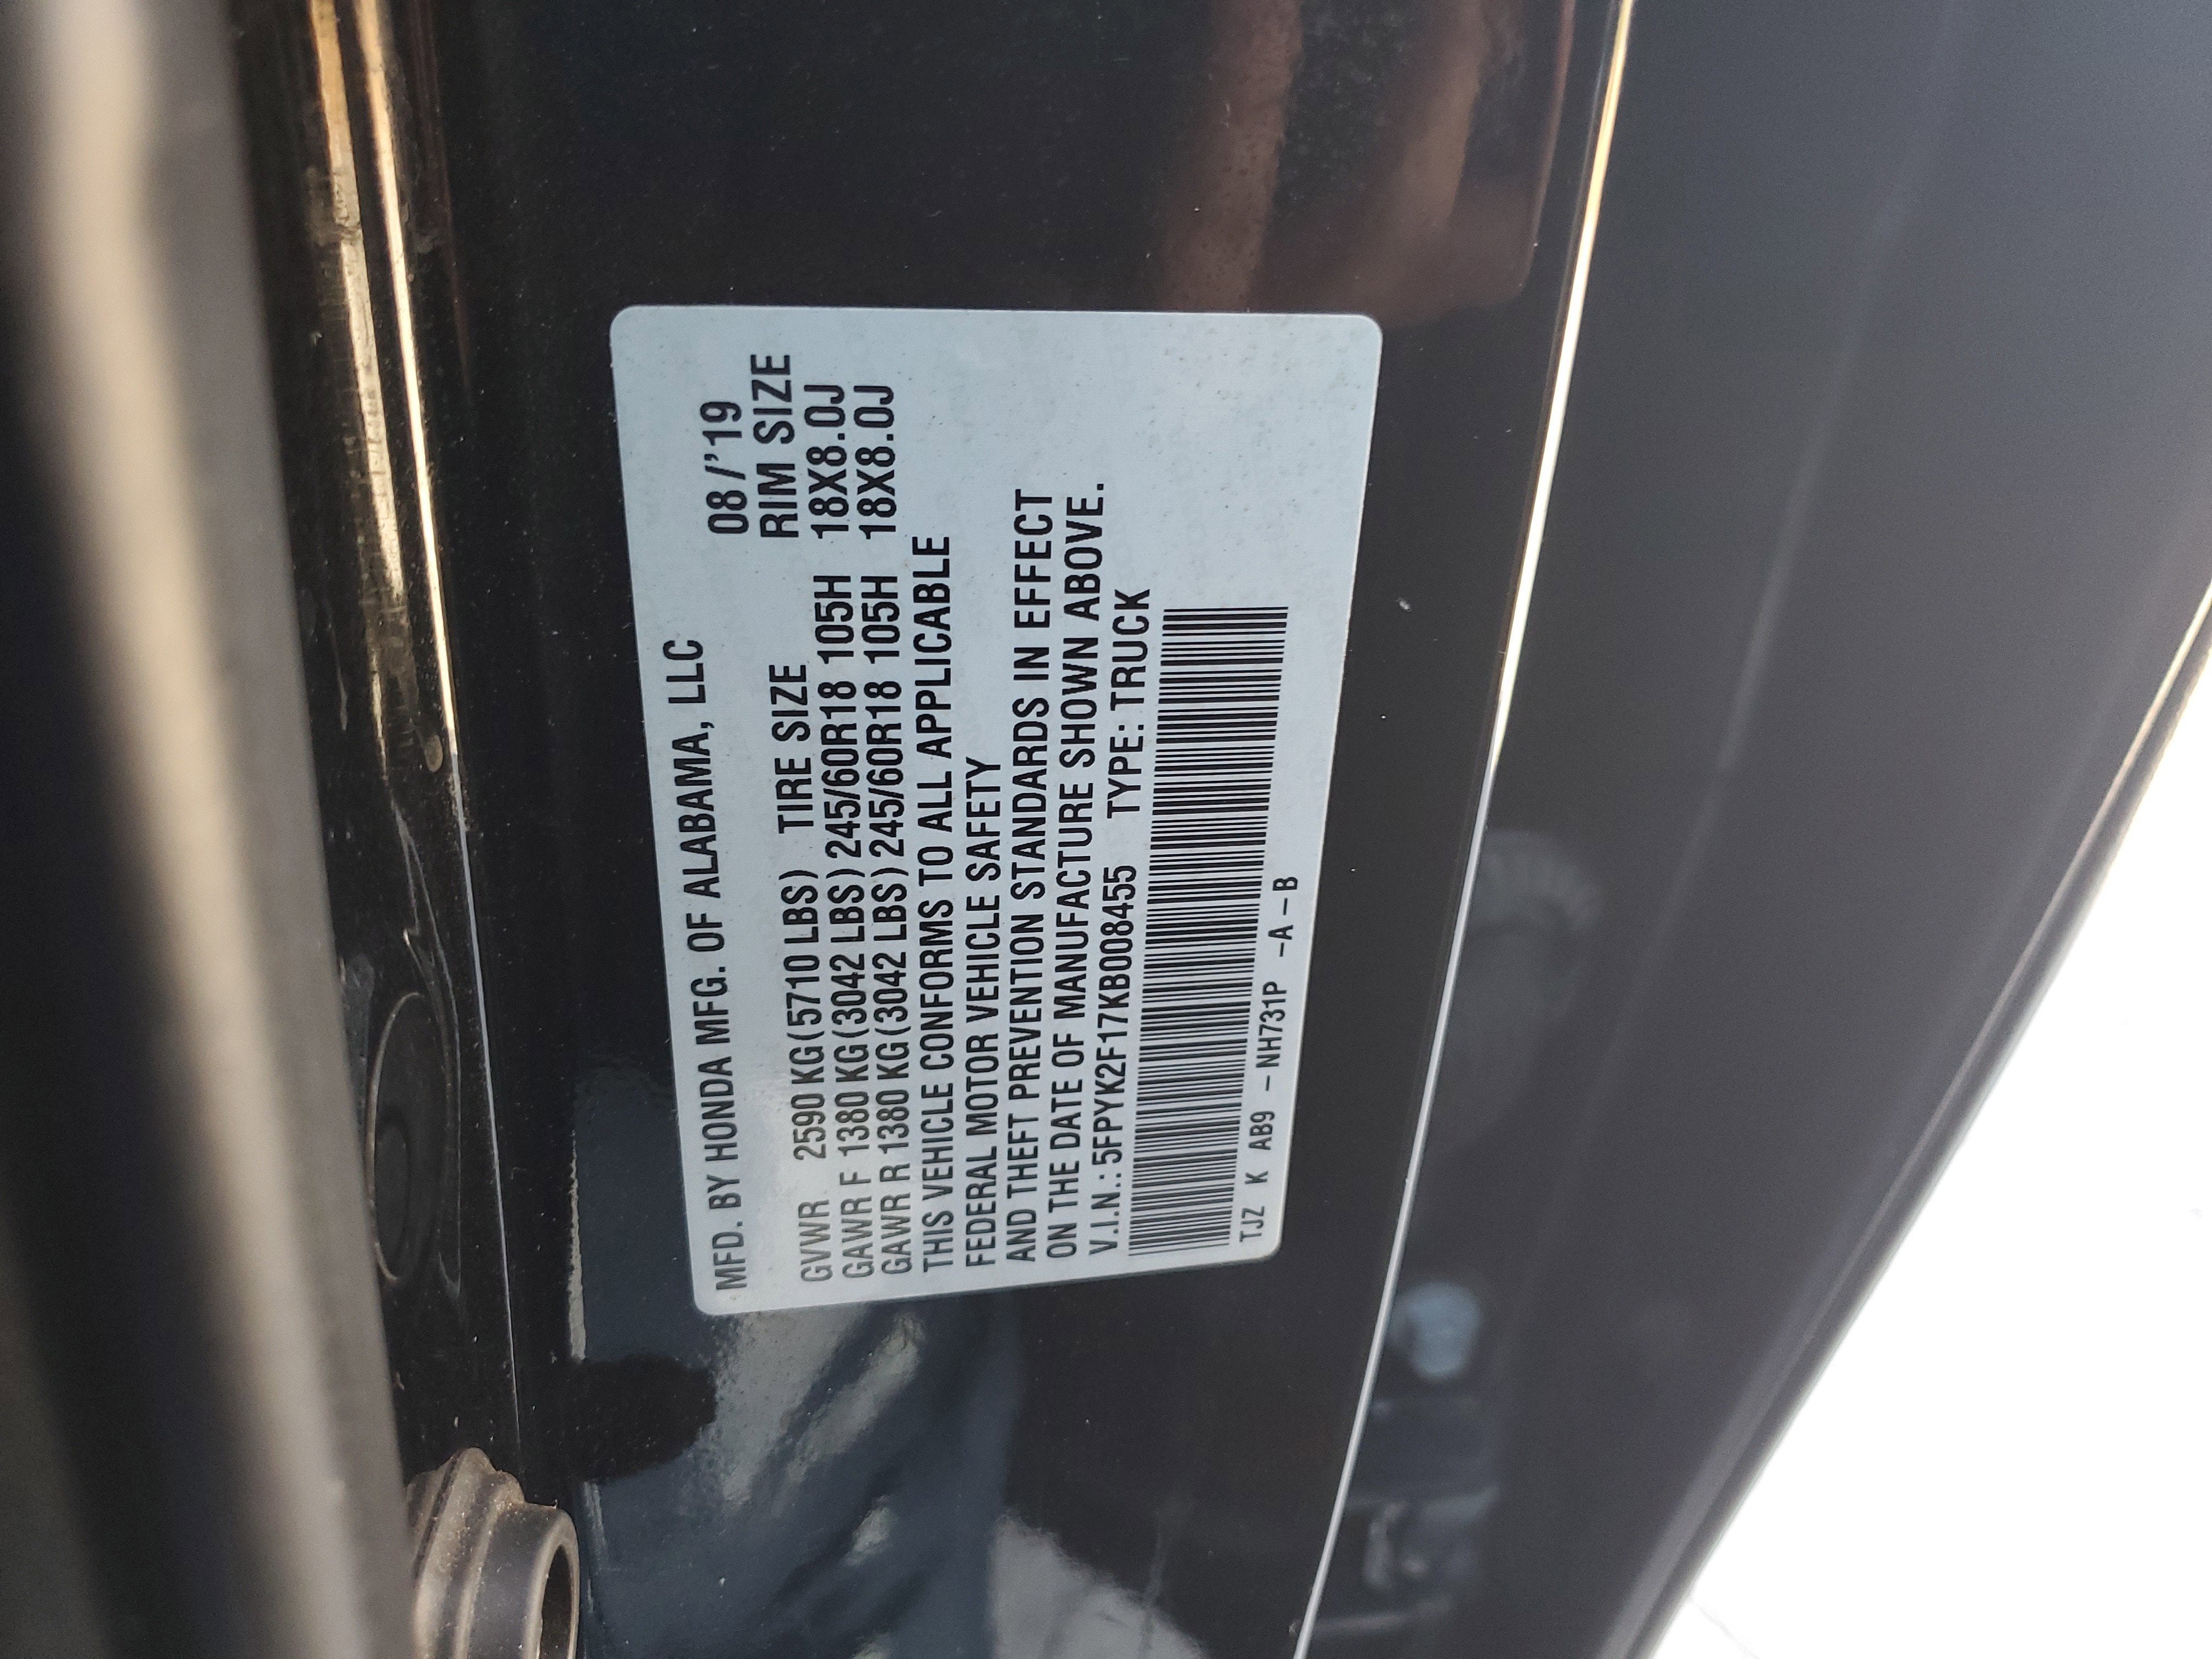 MFD. BY HONDA MFG. OF ALABAMA, LLC
08/'19
GVWR 2590 KG(5710 LBS) TIRE SIZE RIM SIZE
GAWR F 1380 KG(3042 LBS) 245/60R18 105H 18X8.0J
GAWR R 1380 KG(3042 LBS) 245/60R18 105H 18X8.0J
THIS VEHICLE CONFORMS TO ALL APPLICABLE
FEDERAL MOTOR VEHICLE SAFETY
AND THEFT PREVENTION STANDARDS IN EFFECT
ON THE DATE OF MANUFACTURE SHOWN ABOVE.
V.I.N.: 5FPYK2F17KB008455 TYPE: TRUCK
TJZ K AB9 -NH731P -A-B